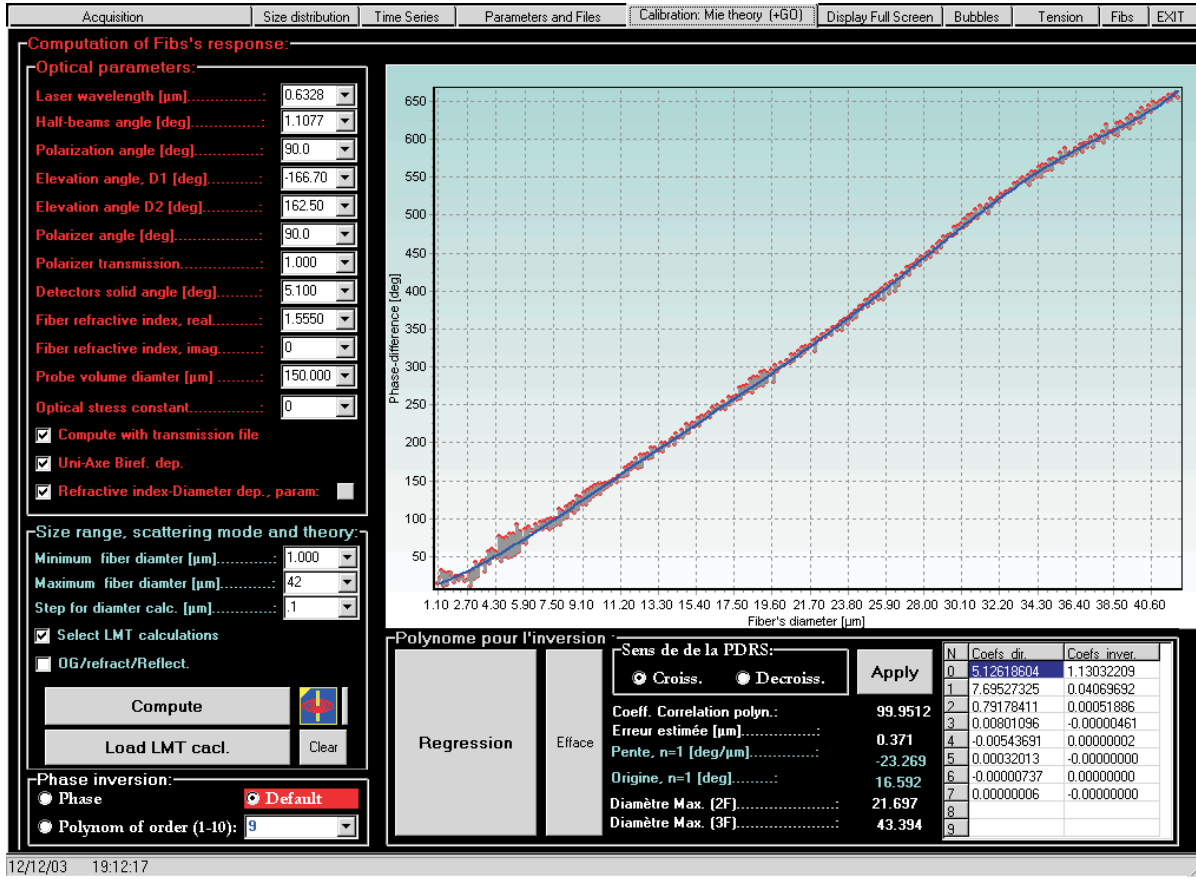 Acquisition Size distribution Time Series Parameters and Files Calibration: Mie theory (+GO) Display Full Screen Bubbles Tension Fibs EXIT
Computation of Fibs's response:
Optical parameters:
Laser wavelength [µm]...............: 0.6328
Half-beams angle [deg]..............: 1.1077
Polarization angle [deg]..............: 90.0
Elevation angle, D1 [deg]...........: -166.70
Elevation angle D2 [deg]............: 162.50
Polarizer angle [deg]..................: 90.0
Polarizer transmission................: 1.000
Detectors solid angle [deg].........: 5.100
Fiber refractive index, real..........: 1.5550
Fiber refractive index, imag.........: 0
Probe volume diamter [µm] .........: 150.000
Optical stress constant................: 0
Compute with transmission file
Uni-Axe Biref. dep.
Refractive index-Diameter dep., param:
Size range, scattering mode and theory:
Minimum fiber diamter [µm]...........: 1.000
Maximum fiber diamter [µm]..........: 42
Step for diamter calc. [µm]............: .1
Select LMT calculations
OG/refract/Reflect.
Compute
Load LMT cacl. Clear
Phase inversion:
Phase Default
Polynom of order (1-10): 9
650
600
550
500
450
400
350
300
250
200
150
100
50
Phase-difference [deg]
1.10 2.70 4.30 5.90 7.50 9.10 11.20 13.30 15.40 17.50 19.60 21.70 23.80 25.90 28.00 30.10 32.20 34.30 36.40 38.50 40.60
Fiber's diameter [µm]
Polynome pour l'inversion :
Regression
Efface
Sens de de la PDRS:
Croiss. Decroiss.
Apply
Coeff. Correlation polyn.: 99.9512
Erreur estimée [µm]................: 0.371
Pente, n=1 [deg/µm]................: -23.269
Origine, n=1 [deg].........: 16.592
Diamètre Max. (2F)......................: 21.697
Diamètre Max. (3F)......................: 43.394
N Coefs dir. Coefs inver.
0 5.12618604 1.13032209
1 7.69527325 0.04069692
2 0.79178411 0.00051886
3 0.00801096 -0.00000461
4 -0.00543691 0.00000002
5 0.00032013 -0.00000000
6 -0.00000737 0.00000000
7 0.00000006 -0.00000000
8
9
12/12/03 19:12:17